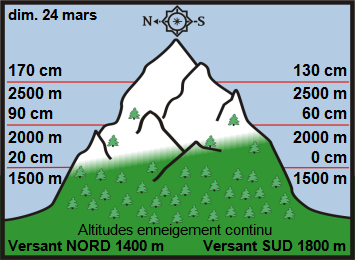 dim. 24 mars
N S
170 cm 130 cm
2500 m 2500 m
90 cm 60 cm
2000 m 2000 m
20 cm 0 cm
1500 m 1500 m
Altitudes enneigement continu
Versant NORD 1400 m Versant SUD 1800 m